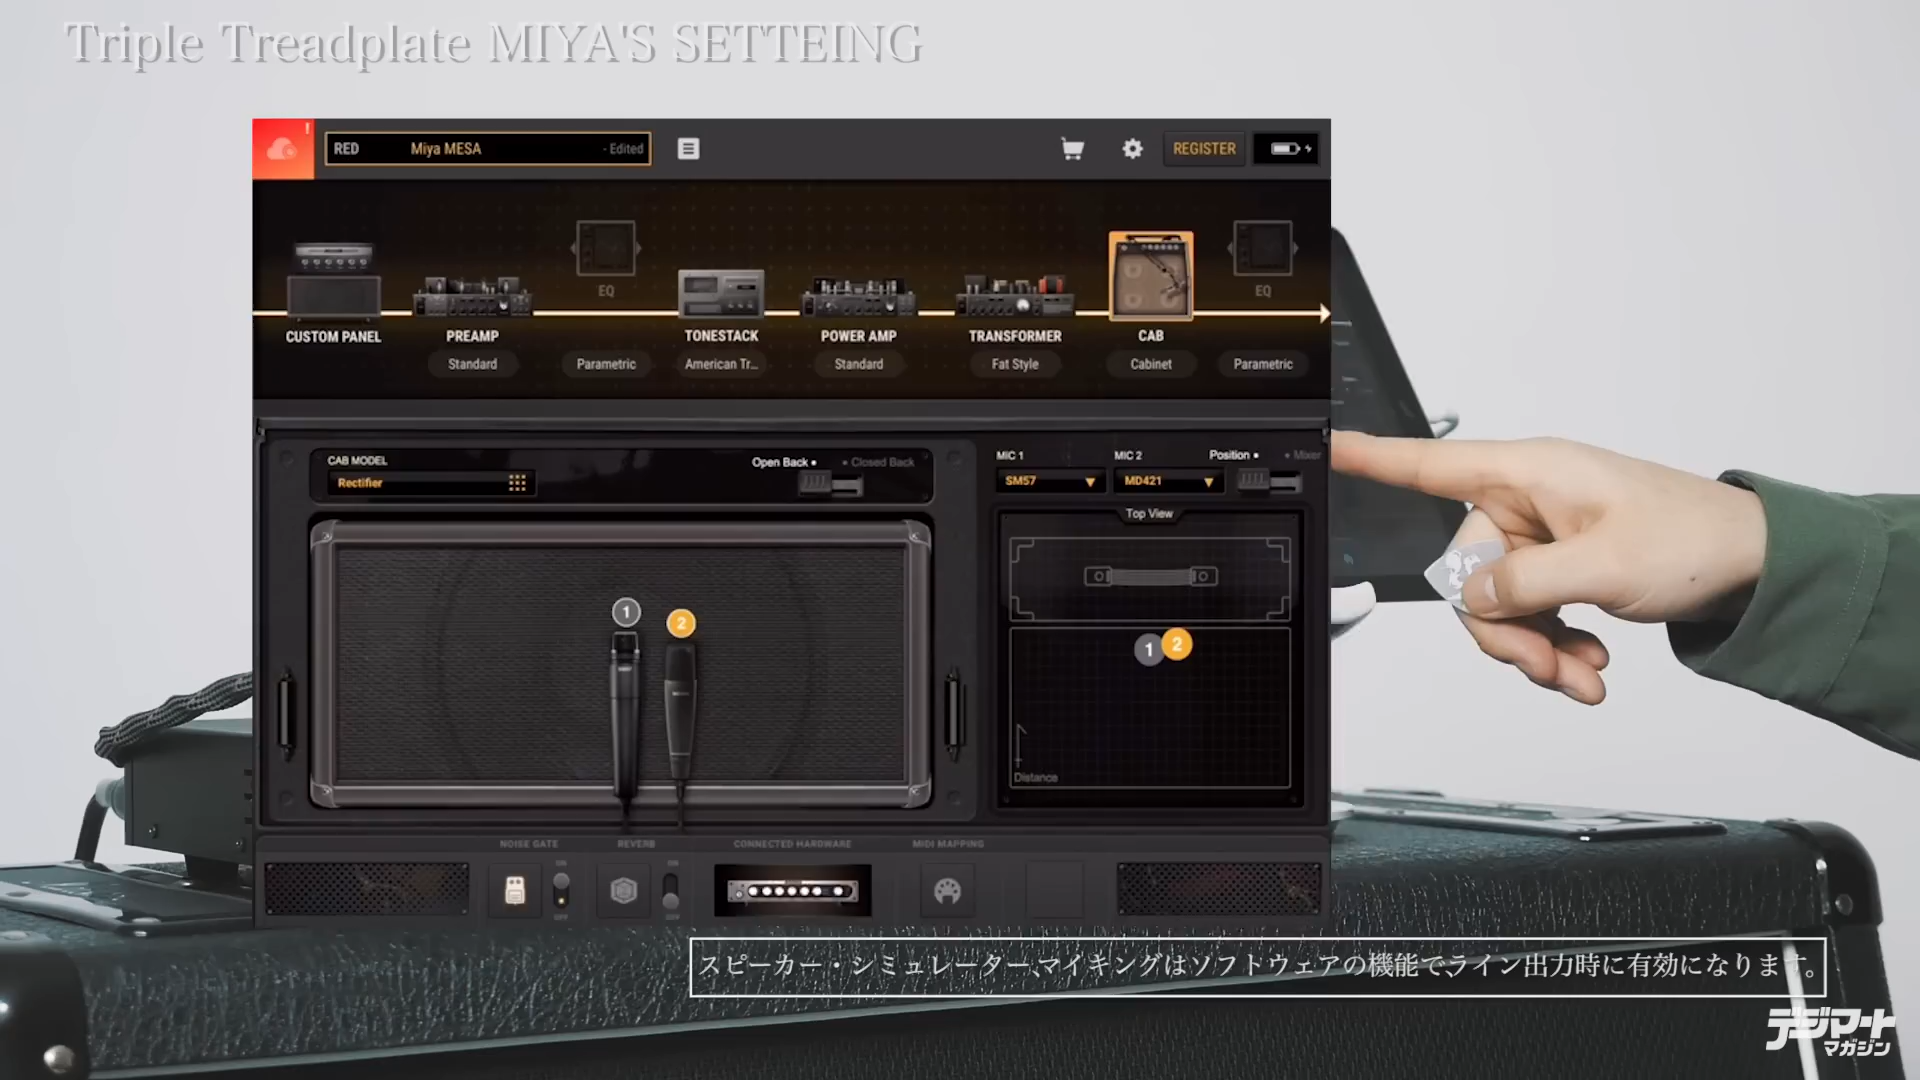 Triple Treadplate MIYA'S SETTEING
RED Miya MESA - Edited
REGISTER
EQ
EQ
CUSTOM PANEL
PREAMP
TONESTACK
POWER AMP
TRANSFORMER
CAB
Standard
Parametric
American Tr...
Standard
Fat Style
Cabinet
Parametric
CAB MODEL
Rectifier
Open Back • • Closed Back
MIC 1
SM57
MIC 2
MD421
Position • • Mixer
Top View
1
2
1
2
Distance
NOISE GATE
REVERB
CONNECTED HARDWARE
MIDI MAPPING
ON
OFF
ON
OFF
スピーカー・シミュレーター、マイキングはソフトウェアの機能で、ライン出力時に有効になります。
デジマート
マガジン